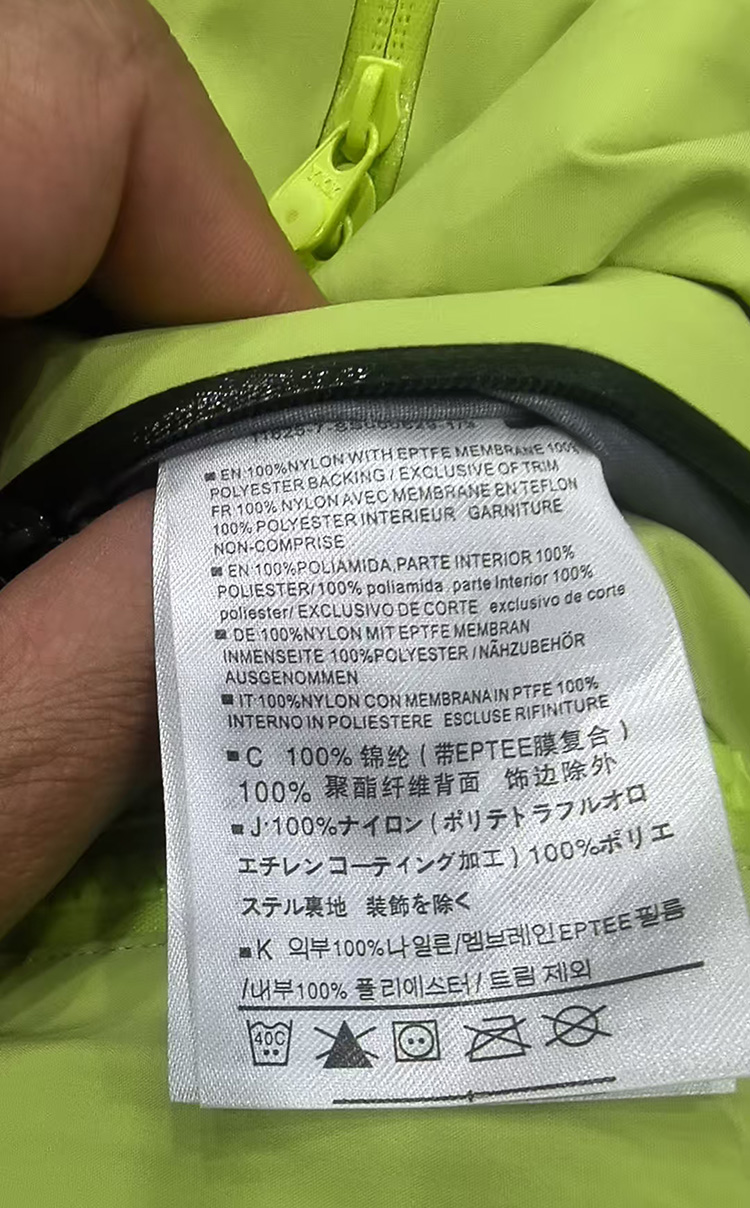 YKK
■ EN·100%NYLON WITH EPTFE MEMBRANE 100%
POLYESTER BACKING / EXCLUSIVE OF TRIM
FR 100% NYLON AVEC MEMBRANE EN TEFLON
100% POLYESTER INTERIEUR GARNITURE
NON-COMPRISE
■ EN:100%POLIAMIDA,PARTE INTERIOR 100%
POLIESTER/100% poliamida. parte Interior 100%
poliester/ EXCLUSIVO DE CORTE exclusivo de corte
■ DE:100%NYLON MIT EPTFE MEMBRAN
INMENSEITE 100%POLYESTER / NÃHZUBEHÖR
AUSGENOMMEN
■ IT:100%NYLON CON MEMBRANA IN PTFE 100%
INTERNO IN POLIESTERE ESCLUSE RIFINITURE
■ C 100% 锦纶 ( 带EPTEE膜复合 )
100% 聚酯纤维背面 饰边除外
■ J:100%ナイロン ( ポリテトラフルオロ
エチレンコーティング加工 ) 100%ポリエ
ステル裏地 装飾を除く
■ K 외부100%나일론/멤브레인EPTEE필름
/내부100% 폴리에스터/ 트림 제외
40C